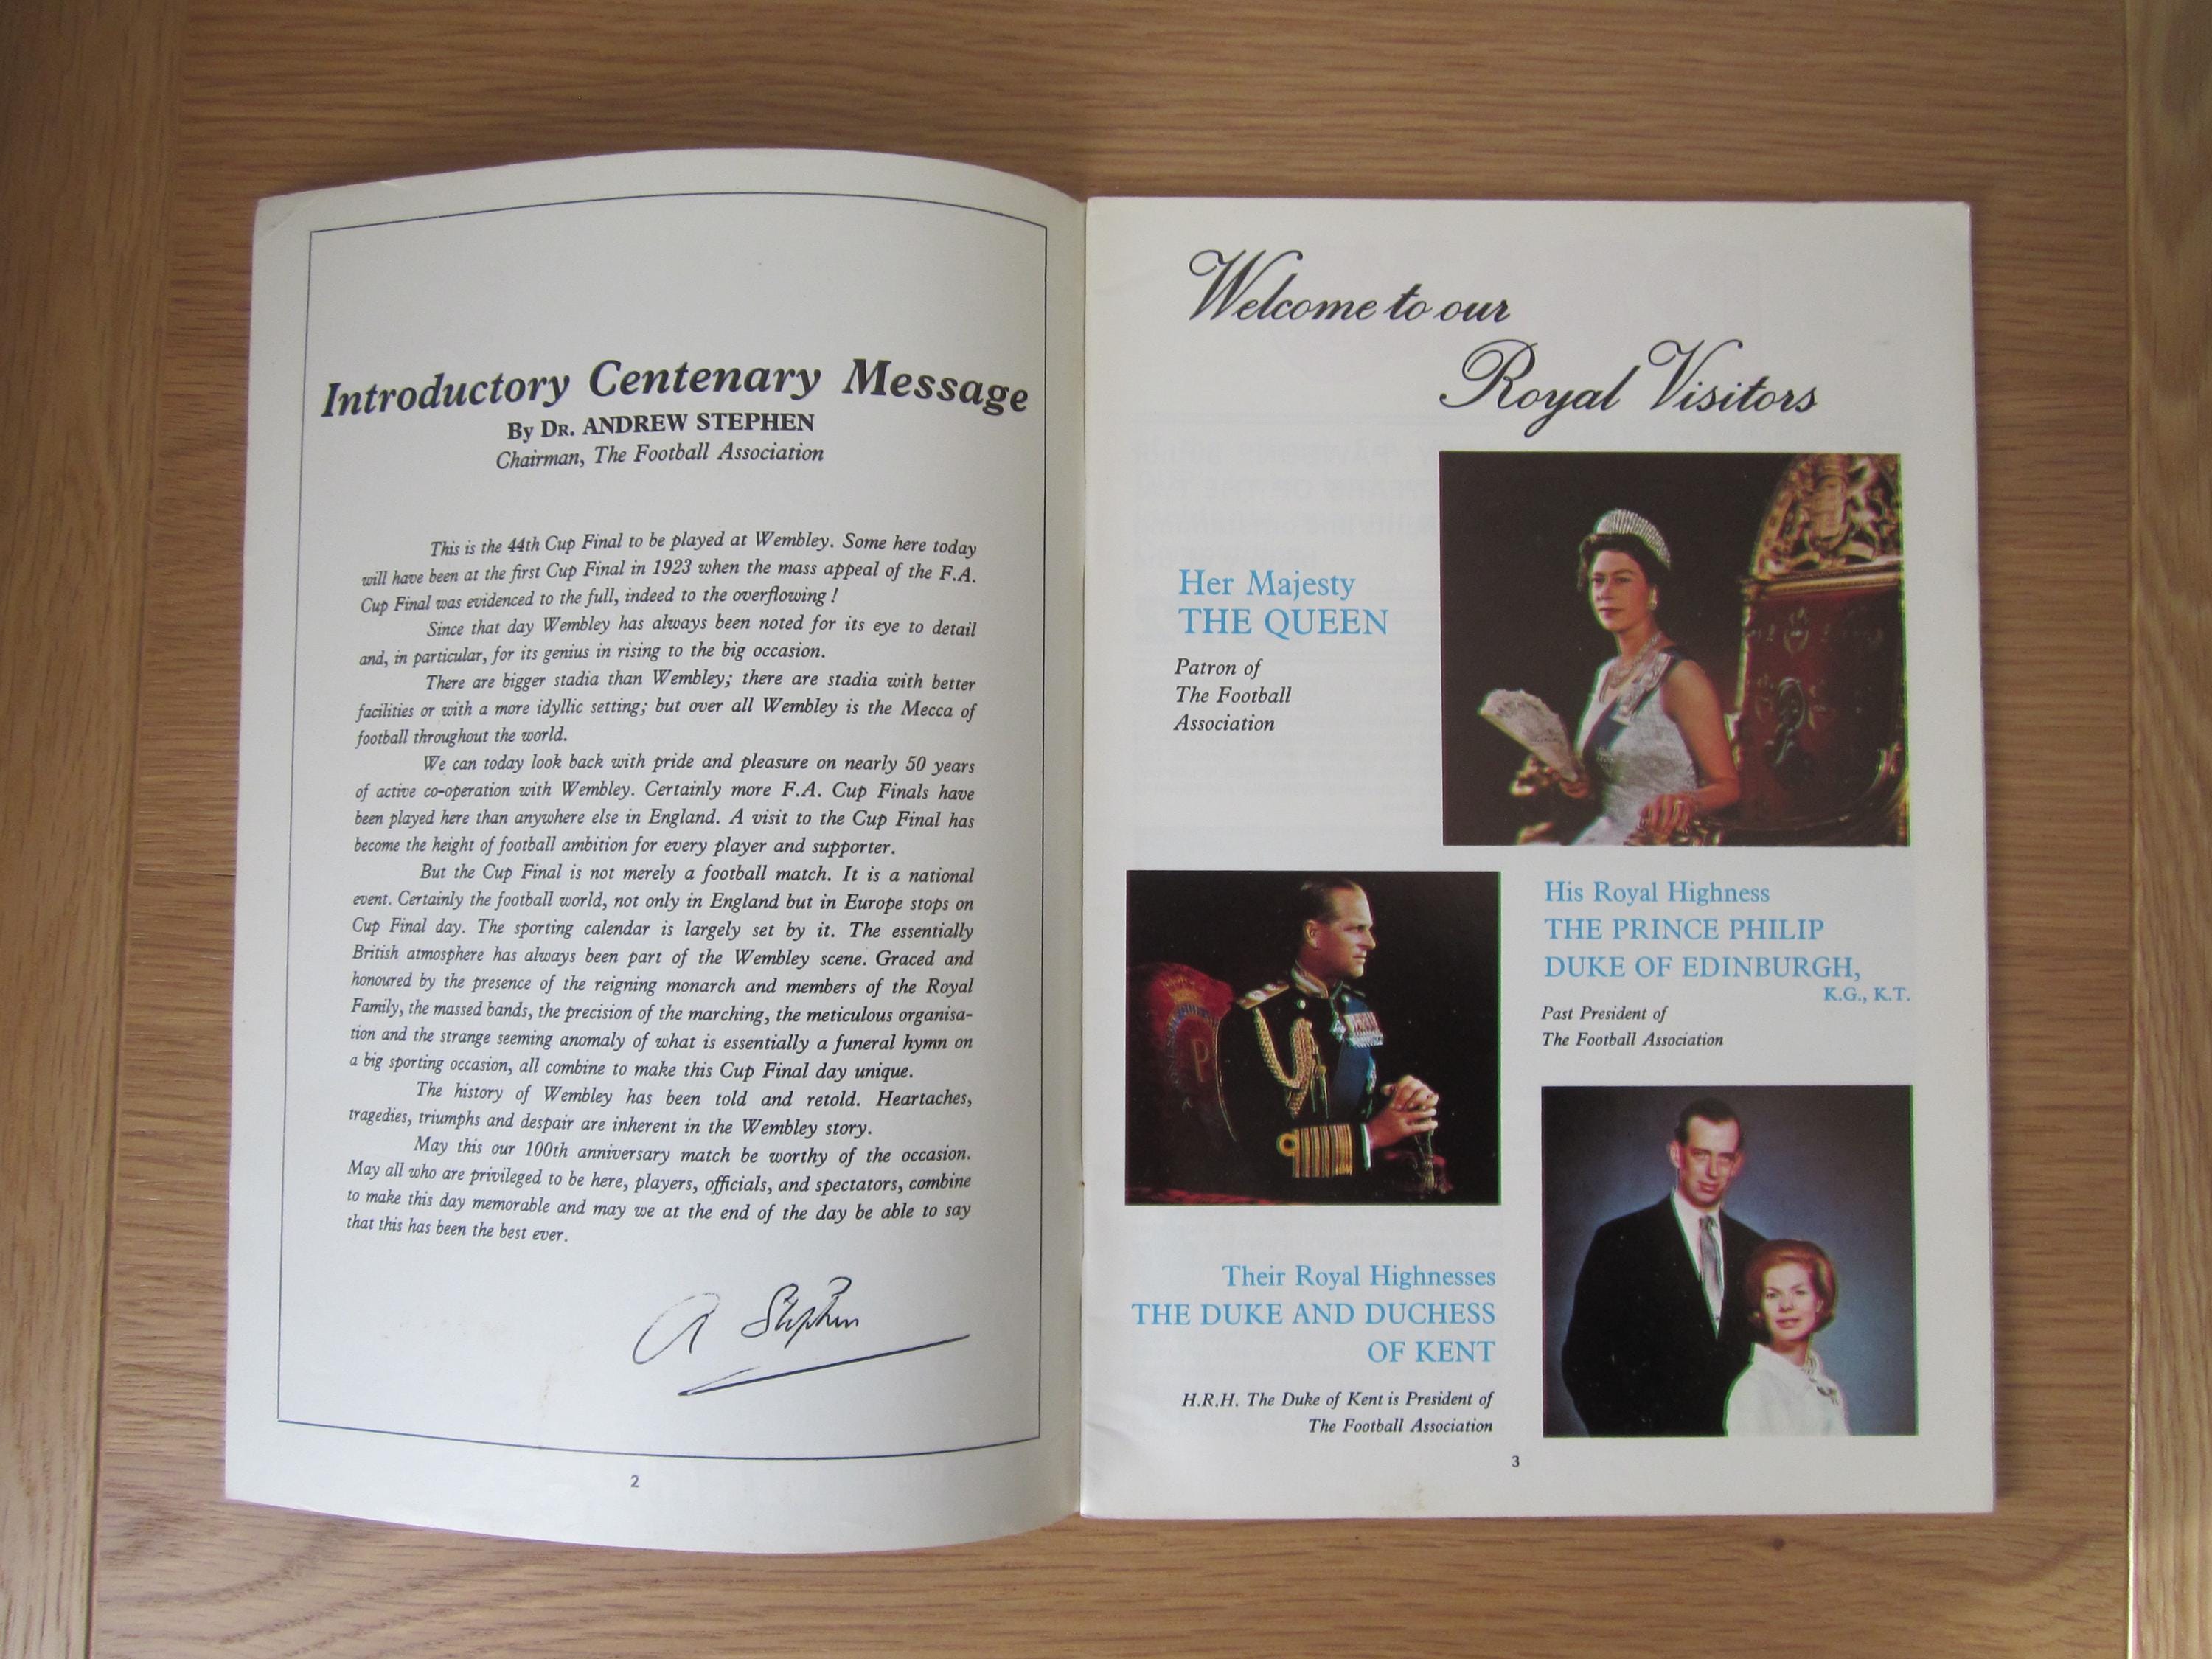 Introductory Centenary Message
By DR. ANDREW STEPHEN
Chairman, The Football Association
This is the 44th Cup Final to be played at Wembley. Some here today
will have been at the first Cup Final in 1923 when the mass appeal of the F.A.
Cup Final was evidenced to the full, indeed to the overflowing !
Since that day Wembley has always been noted for its eye to detail
and, in particular, for its genius in rising to the big occasion.
There are bigger stadia than Wembley; there are stadia with better
facilities or with a more idyllic setting; but over all Wembley is the Mecca of
football throughout the world.
We can today look back with pride and pleasure on nearly 50 years
of active co-operation with Wembley. Certainly more F.A. Cup Finals have
been played here than anywhere else in England. A visit to the Cup Final has
become the height of football ambition for every player and supporter.
But the Cup Final is not merely a football match. It is a national
event. Certainly the football world, not only in England but in Europe stops on
Cup Final day. The sporting calendar is largely set by it. The essentially
British atmosphere has always been part of the Wembley scene. Graced and
honoured by the presence of the reigning monarch and members of the Royal
Family, the massed bands, the precision of the marching, the meticulous organisa-
tion and the strange seeming anomaly of what is essentially a funeral hymn on
a big sporting occasion, all combine to make this Cup Final day unique.
The history of Wembley has been told and retold. Heartaches,
tragedies, triumphs and despair are inherent in the Wembley story.
May this our 100th anniversary match be worthy of the occasion.
May all who are privileged to be here, players, officials, and spectators, combine
to make this day memorable and may we at the end of the day be able to say
that this has been the best ever.
A Stephen
2
Welcome to our
Royal Visitors
Her Majesty
THE QUEEN
Patron of
The Football
Association
His Royal Highness
THE PRINCE PHILIP
DUKE OF EDINBURGH,
K.G., K.T.
Past President of
The Football Association
P
Their Royal Highnesses
THE DUKE AND DUCHESS
OF KENT
H.R.H. The Duke of Kent is President of
The Football Association
3